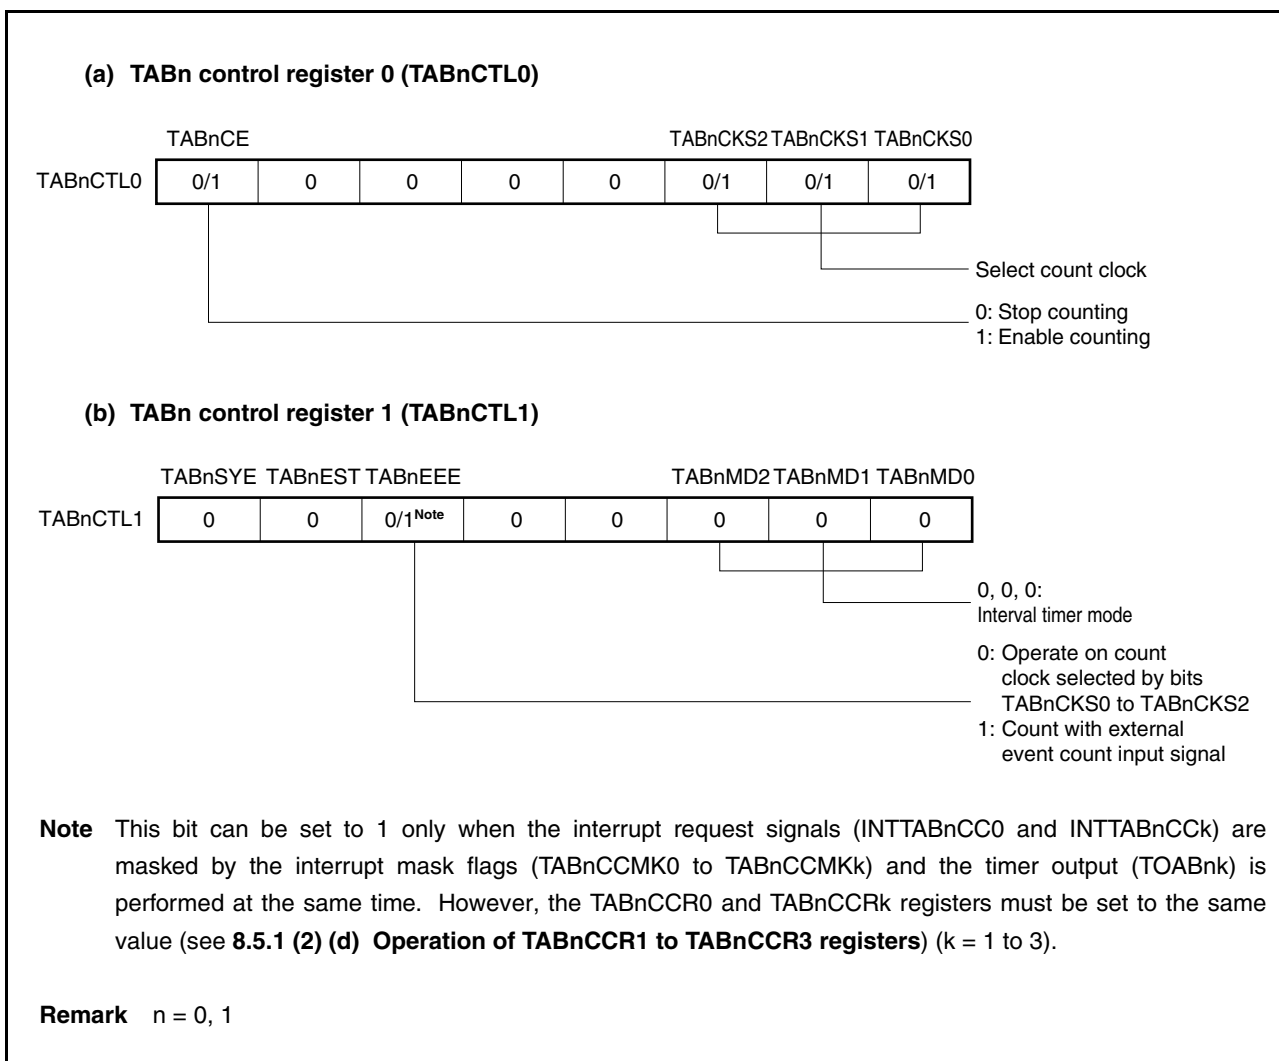 (a) TABn control register 0 (TABnCTL0)
TABnCE TABnCKS2 TABnCKS1 TABnCKS0
TABnCTL0 0/1 0 0 0 0 0/1 0/1 0/1
Select count clock
0: Stop counting
1: Enable counting
(b) TABn control register 1 (TABnCTL1)
TABnSYE TABnEST TABnEEE TABnMD2 TABnMD1 TABnMD0
TABnCTL1 0 0 0/1Note 0 0 0 0 0
0, 0, 0:
Interval timer mode
0: Operate on count
clock selected by bits
TABnCKS0 to TABnCKS2
1: Count with external
event count input signal
Note This bit can be set to 1 only when the interrupt request signals (INTTABnCC0 and INTTABnCCk) are
masked by the interrupt mask flags (TABnCCMK0 to TABnCCMKk) and the timer output (TOABnk) is
performed at the same time. However, the TABnCCR0 and TABnCCRk registers must be set to the same
value (see 8.5.1 (2) (d) Operation of TABnCCR1 to TABnCCR3 registers) (k = 1 to 3).
Remark n = 0, 1